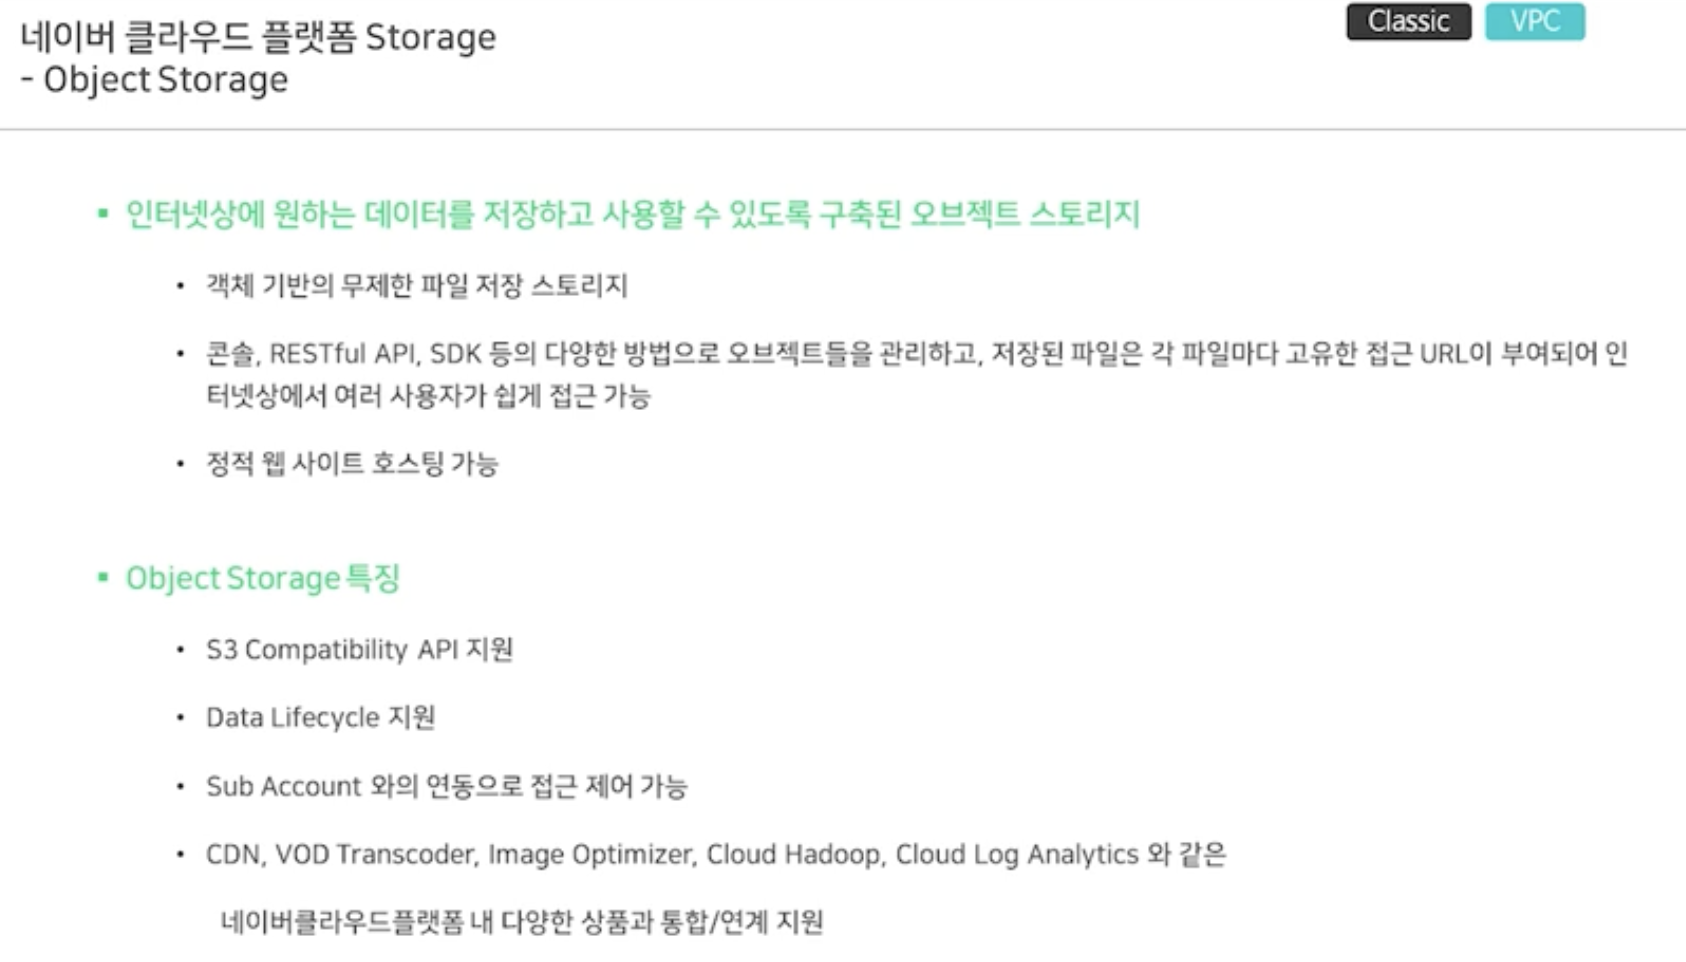 네이버 클라우드 플랫폼 Storage
- Object Storage
Classic
VPC
▪ 인터넷상에 원하는 데이터를 저장하고 사용할 수 있도록 구축된 오브젝트 스토리지
• 객체 기반의 무제한 파일 저장 스토리지
• 콘솔, RESTful API, SDK 등의 다양한 방법으로 오브젝트들을 관리하고, 저장된 파일은 각 파일마다 고유한 접근 URL이 부여되어 인
터넷상에서 여러 사용자가 쉽게 접근 가능
• 정적 웹 사이트 호스팅 가능
▪ Object Storage 특징
• S3 Compatibility API 지원
• Data Lifecycle 지원
• Sub Account 와의 연동으로 접근 제어 가능
• CDN, VOD Transcoder, Image Optimizer, Cloud Hadoop, Cloud Log Analytics 와 같은
네이버클라우드플랫폼 내 다양한 상품과 통합/연계 지원